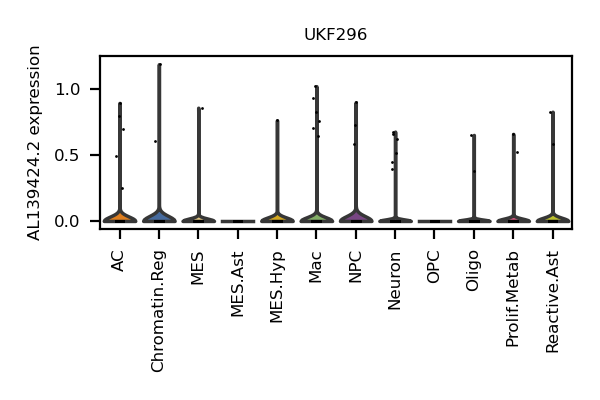 UKF296
AL139424.2 expression
1.0
0.5
0.0
AC
Chromatin.Reg
MES
MES.Ast
MES.Hyp
Mac
NPC
Neuron
OPC
Oligo
Prolif.Metab
Reactive.Ast